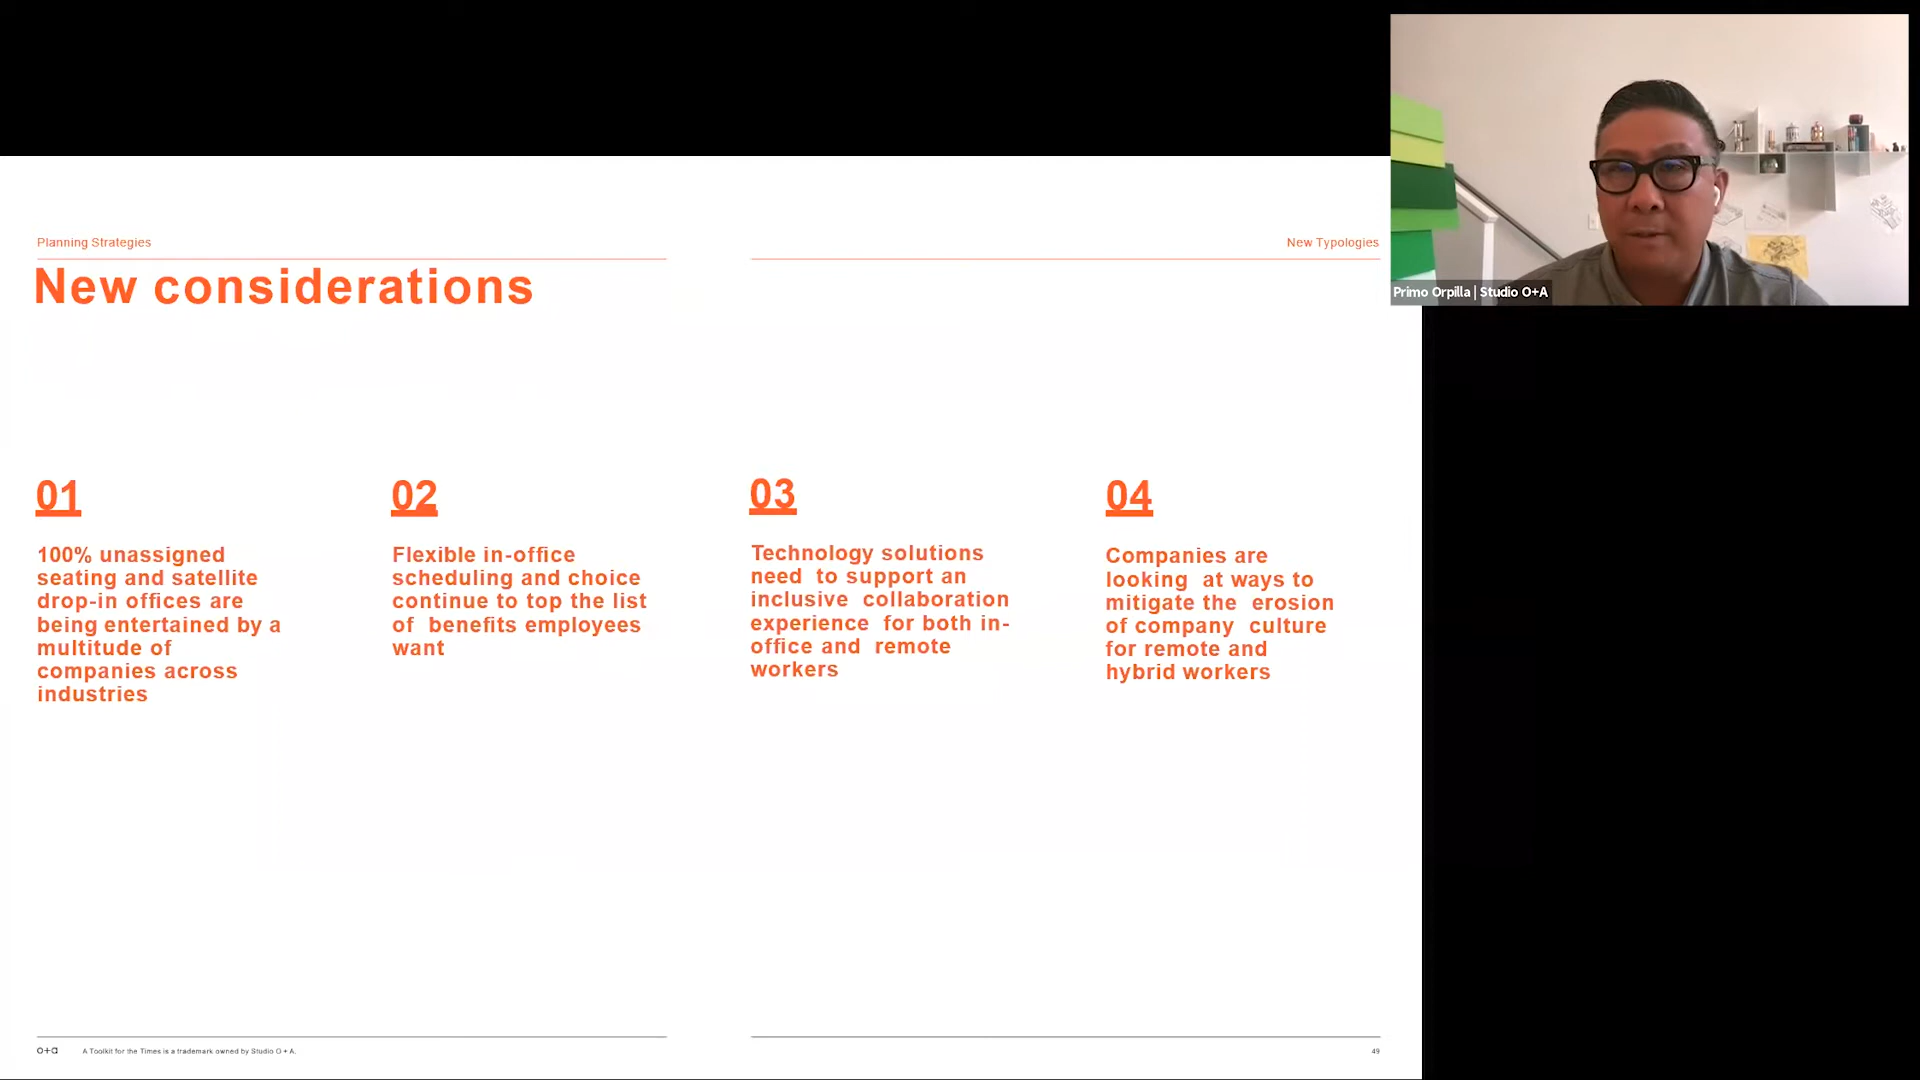 Planning Strategies
New Typologies
New considerations
01
100% unassigned
seating and satellite
drop-in offices are
being entertained by a
multitude of
companies across
industries
02
Flexible in-office
scheduling and choice
continue to top the list
of benefits employees
want
03
Technology solutions
need to support an
inclusive collaboration
experience for both in-
office and remote
workers
04
Companies are
looking at ways to
mitigate the erosion
of company culture
for remote and
hybrid workers
o+a
A Toolkit for the Times is a trademark owned by Studio O + A.
49
Primo Orpilla | Studio O+A